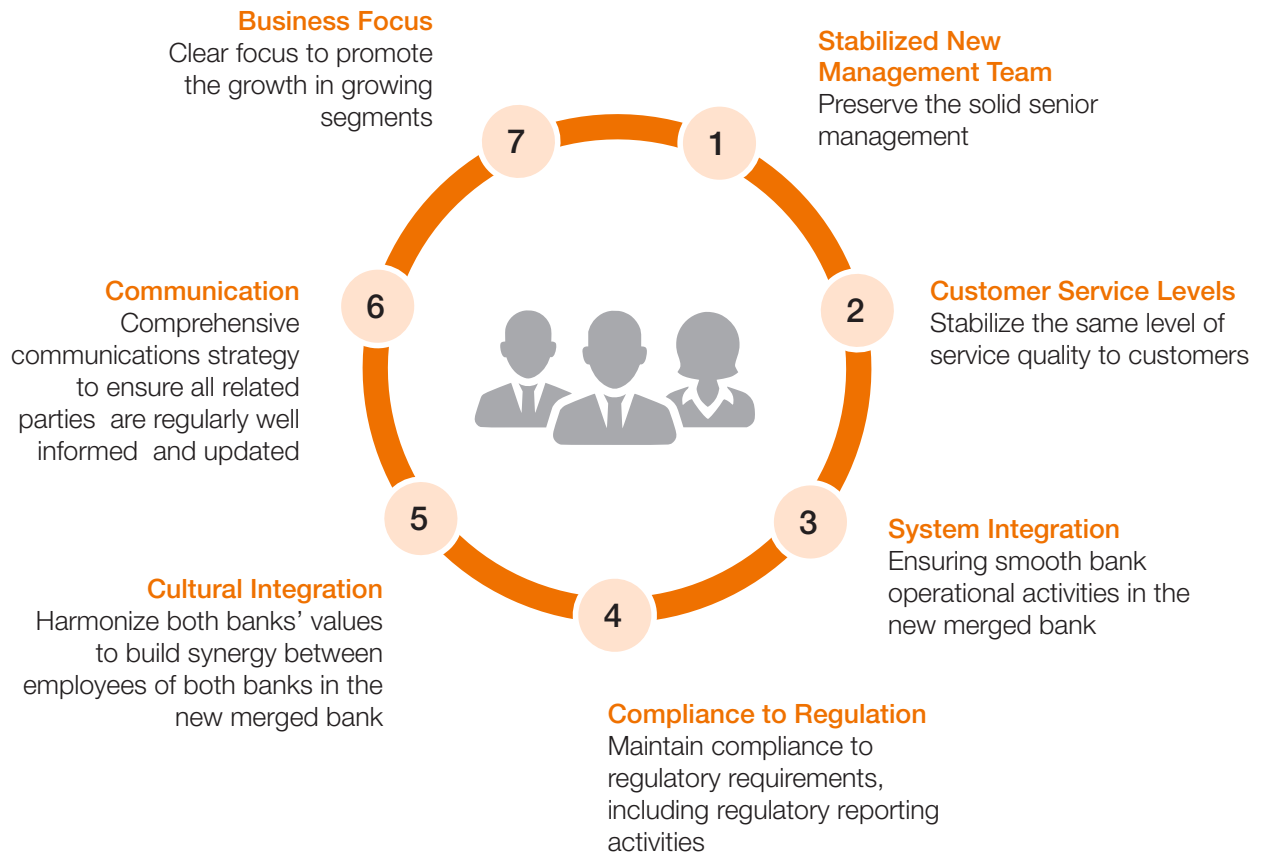 1
Stabilized New
Management Team
Preserve the solid senior
management
2
Customer Service Levels
Stabilize the same level of
service quality to customers
3
System Integration
Ensuring smooth bank
operational activities in the
new merged bank
4
Compliance to Regulation
Maintain compliance to
regulatory requirements,
including regulatory reporting
activities
5
Cultural Integration
Harmonize both banks’ values
to build synergy between
employees of both banks in the
new merged bank
6
Communication
Comprehensive
communications strategy
to ensure all related
parties  are regularly well
informed  and updated
7
Business Focus
Clear focus to promote
the growth in growing
segments